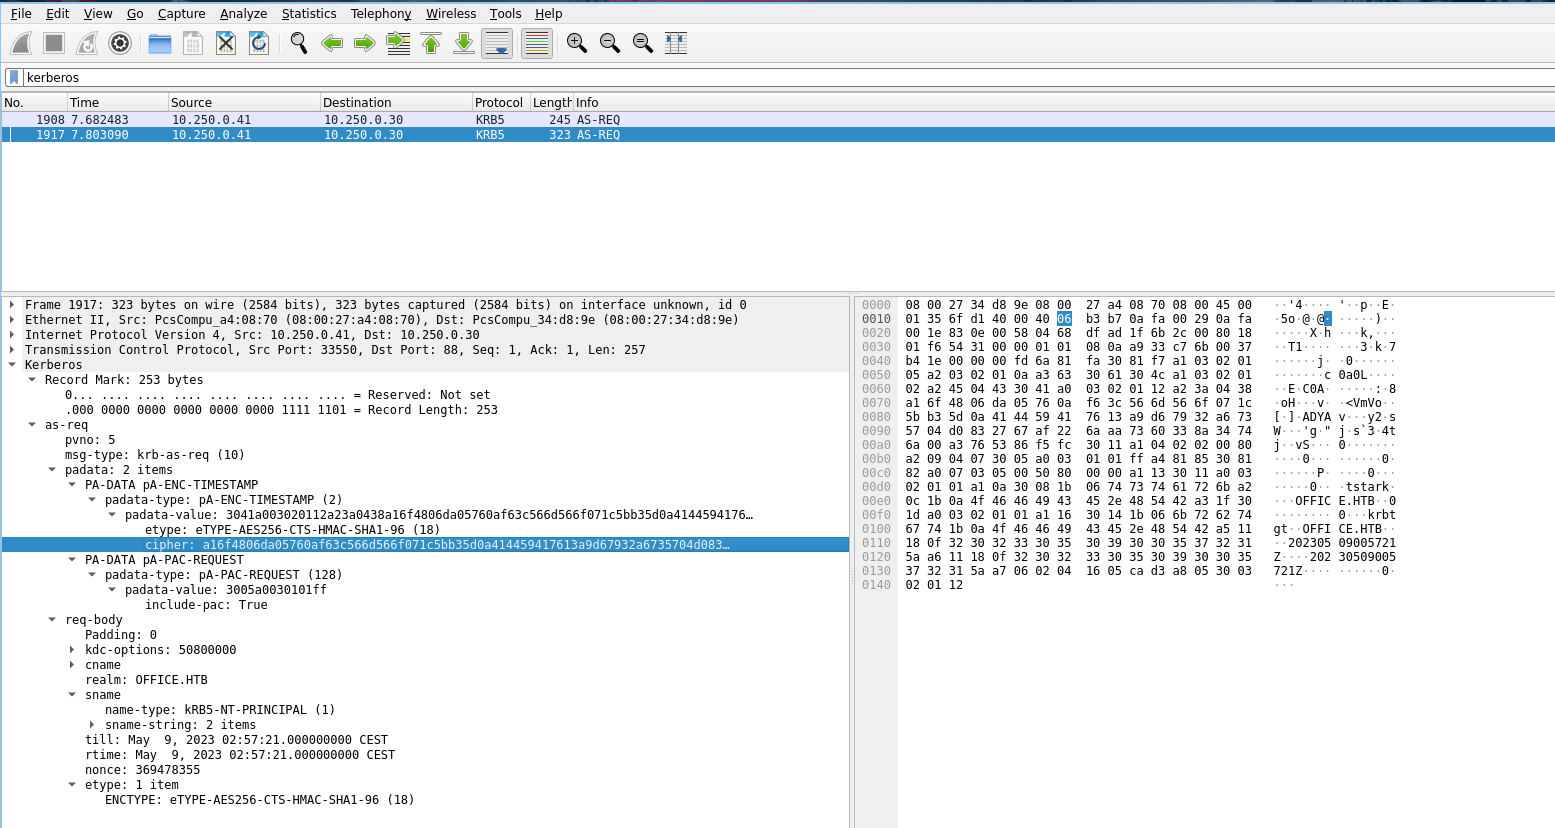 File Edit View Go Capture Analyze Statistics Telephony Wireless Tools Help
kerberos
No. Time Source Destination Protocol Length Info
1908 7.682483 10.250.0.41 10.250.0.30 KRB5 245 AS-REQ
1917 7.803090 10.250.0.41 10.250.0.30 KRB5 323 AS-REQ
Frame 1917: 323 bytes on wire (2584 bits), 323 bytes captured (2584 bits) on interface unknown, id 0
Ethernet II, Src: PcsCompu_a4:08:70 (08:00:27:a4:08:70), Dst: PcsCompu_34:d8:9e (08:00:27:34:d8:9e)
Internet Protocol Version 4, Src: 10.250.0.41, Dst: 10.250.0.30
Transmission Control Protocol, Src Port: 33550, Dst Port: 88, Seq: 1, Ack: 1, Len: 257
Kerberos
Record Mark: 253 bytes
0... .... .... .... .... .... .... .... = Reserved: Not set
.000 0000 0000 0000 0000 0000 1111 1101 = Record Length: 253
as-req
pvno: 5
msg-type: krb-as-req (10)
padata: 2 items
PA-DATA pA-ENC-TIMESTAMP
padata-type: pA-ENC-TIMESTAMP (2)
padata-value: 3041a003020112a23a0438a16f4806da05760af63c566d566f071c5bb35d0a4144594176…
etype: eTYPE-AES256-CTS-HMAC-SHA1-96 (18)
cipher: a16f4806da05760af63c566d566f071c5bb35d0a414459417613a9d67932a6735704d083…
PA-DATA pA-PAC-REQUEST
padata-type: pA-PAC-REQUEST (128)
padata-value: 3005a0030101ff
include-pac: True
req-body
Padding: 0
kdc-options: 50800000
cname
realm: OFFICE.HTB
sname
name-type: kRB5-NT-PRINCIPAL (1)
sname-string: 2 items
till: May  9, 2023 02:57:21.000000000 CEST
rtime: May  9, 2023 02:57:21.000000000 CEST
nonce: 369478355
etype: 1 item
ENCTYPE: eTYPE-AES256-CTS-HMAC-SHA1-96 (18)
0000 08 00 27 34 d8 9e 08 00 27 a4 08 70 08 00 45 00 ··'4···· '··p··E·
0010 01 35 6f d1 40 00 40 06 b3 b7 0a fa 00 29 0a fa ·5o·@·@· ·····)··
0020 00 1e 83 0e 00 58 04 68 df ad 1f 6b 2c 00 80 18 ·····X·h ···k,···
0030 01 f6 54 31 00 00 01 01 08 0a a9 33 c7 6b 00 37 ··T1···· ···3·k·7
0040 b4 1e 00 00 00 fd 6a 81 fa 30 81 f7 a1 03 02 01 ······j· ·0······
0050 05 a2 03 02 01 0a a3 63 30 61 30 4c a1 03 02 01 ·······c 0a0L····
0060 02 a2 45 04 43 30 41 a0 03 02 01 12 a2 3a 04 38 ··E·C0A· ·····:·8
0070 a1 6f 48 06 da 05 76 0a f6 3c 56 6d 56 6f 07 1c ·oH···v· ·<VmVo··
0080 5b b3 5d 0a 41 44 59 41 76 13 a9 d6 79 32 a6 73 [·]·ADYA v···y2·s
0090 57 04 d0 83 27 67 af 22 6a aa 73 60 33 8a 34 74 W···'g·" j·s`3·4t
00a0 6a 00 a3 76 53 86 f5 fc 30 11 a1 04 02 02 00 80 j··vS··· 0·······
00b0 a2 09 04 07 30 05 a0 03 01 01 ff a4 81 85 30 81 ····0··· ······0·
00c0 82 a0 07 03 05 00 50 80 00 00 a1 13 30 11 a0 03 ······P· ····0···
00d0 02 01 01 a1 0a 30 08 1b 06 74 73 74 61 72 6b a2 ·····0·· ·tstark·
00e0 0c 1b 0a 4f 46 46 49 43 45 2e 48 54 42 a3 1f 30 ···OFFIC E.HTB··0
00f0 1d a0 03 02 01 01 a1 16 30 14 1b 06 6b 72 62 74 ········ 0···krbt
0100 67 74 1b 0a 4f 46 46 49 43 45 2e 48 54 42 a5 11 gt··OFFI CE.HTB··
0110 18 0f 32 30 32 33 30 35 30 39 30 30 35 37 32 31 ··202305 09005721
0120 5a a6 11 18 0f 32 30 32 33 30 35 30 39 30 30 35 Z····202 30509005
0130 37 32 31 5a a7 06 02 04 16 05 ca d3 a8 05 30 03 721Z···· ······0·
0140 02 01 12 ···